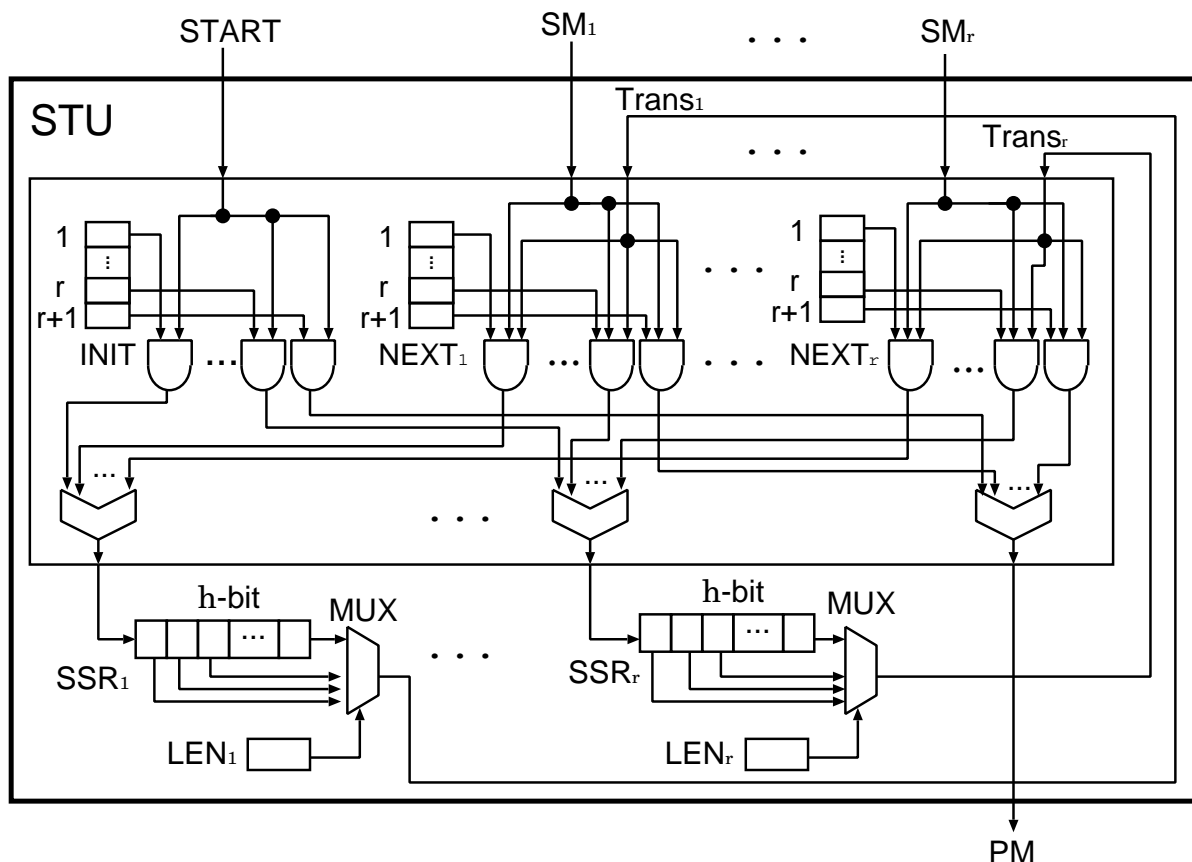 START SM₁ . . . SMᵣ
STU
Trans₁
. . . Transᵣ
1 1 1
... ... ...
r r . . . r
r+1 r+1 r+1
INIT ... NEXT₁ ... . . . NEXTᵣ ...
... ... ...
. . .
h-bit MUX h-bit MUX
... . . . ...
SSR₁ SSRᵣ
LEN₁ LENᵣ
PM